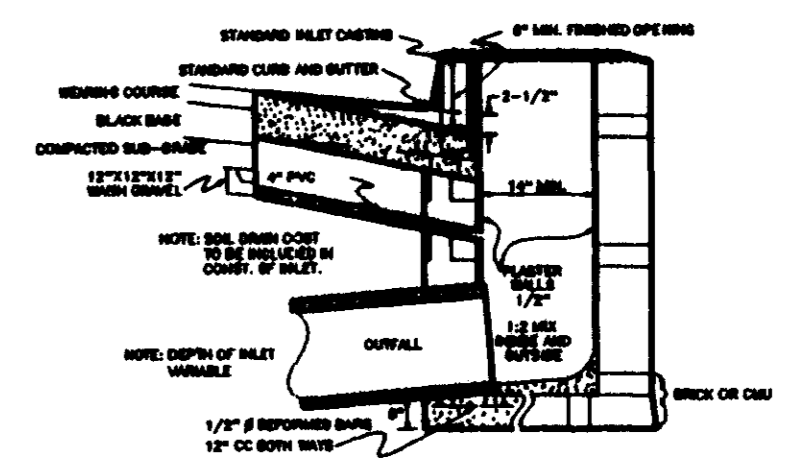 STANDARD INLET CASTING
6" MIN. FINISHED OPENING
STANDARD CURB AND GUTTER
WEARING COURSE
2-1/2"
BLACK BASE
COMPACTED SUB-GRADE
12"X12"X12"
WASH GRAVEL
4" PVC
14" MIN.
NOTE: SOIL DRAIN COST
TO BE INCLUDED IN
CONST. OF INLET.
PLASTER
WALLS
1/2"
1:2 MIX
INSIDE AND
OUTSIDE
OUTFALL
NOTE: DEPTH OF INLET
VARIABLE
BRICK OR CMU
6"
1/2" Ø DEFORMED BARS
12" CC BOTH WAYS